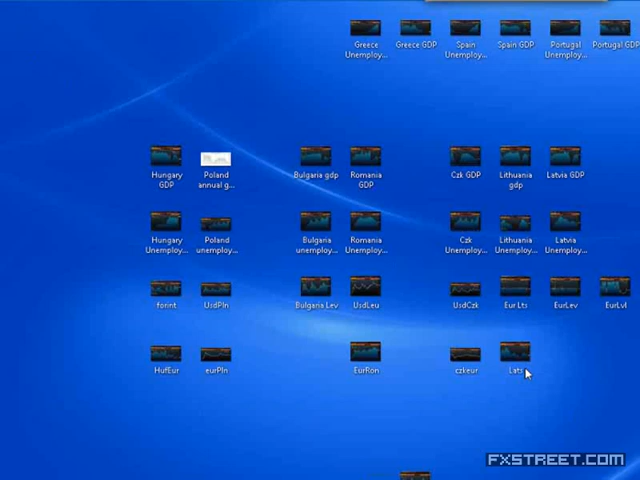 Greece Unemploy...
Greece GDP
Spain Unemploy...
Spain GDP
Portugal Unemploy...
Portugal GDP
Hungary GDP
Poland annual g...
Bulgaria gdp
Romania GDP
Czk GDP
Lithuania gdp
Latvia GDP
Hungary Unemploy...
Poland unemploy...
Bulgaria unemploy...
Romania Unemploy...
Czk Unemploy...
Lithuania Unemploy...
Latvia Unemploy...
forint
UsdPln
Bulgaria Lev
UsdLeu
UsdCzk
Eur Lts
EurLev
EurLvl
HufEur
eurPln
EurRon
czkeur
Lats
FXSTREET.COM